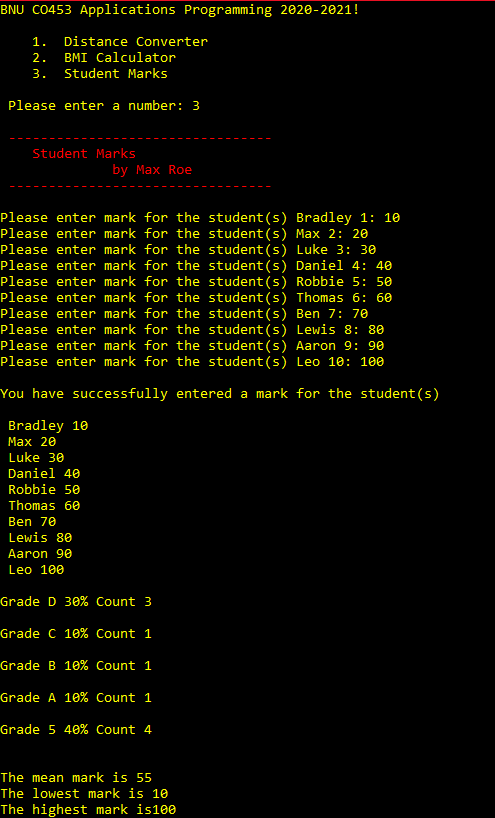 BNU CO453 Applications Programming 2020-2021!
1. Distance Converter
2. BMI Calculator
3. Student Marks
Please enter a number: 3
---------------------------------
Student Marks
by Max Roe
---------------------------------
Please enter mark for the student(s) Bradley 1: 10
Please enter mark for the student(s) Max 2: 20
Please enter mark for the student(s) Luke 3: 30
Please enter mark for the student(s) Daniel 4: 40
Please enter mark for the student(s) Robbie 5: 50
Please enter mark for the student(s) Thomas 6: 60
Please enter mark for the student(s) Ben 7: 70
Please enter mark for the student(s) Lewis 8: 80
Please enter mark for the student(s) Aaron 9: 90
Please enter mark for the student(s) Leo 10: 100
You have successfully entered a mark for the student(s)
Bradley 10
Max 20
Luke 30
Daniel 40
Robbie 50
Thomas 60
Ben 70
Lewis 80
Aaron 90
Leo 100
Grade D 30% Count 3
Grade C 10% Count 1
Grade B 10% Count 1
Grade A 10% Count 1
Grade 5 40% Count 4
The mean mark is 55
The lowest mark is 10
The highest mark is100